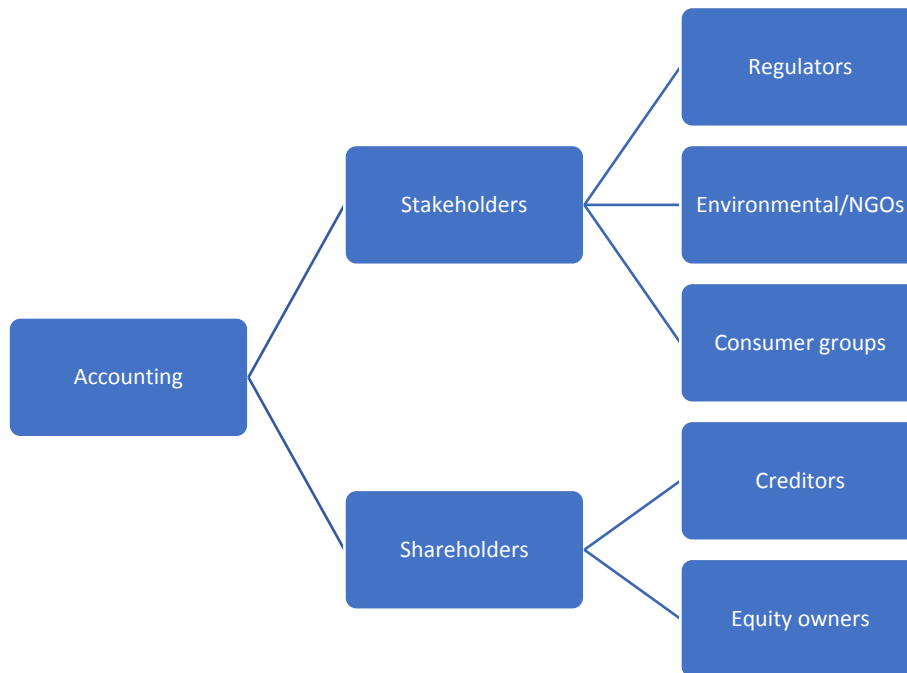 Accounting
Stakeholders
Regulators
Environmental/NGOs
Consumer groups
Shareholders
Creditors
Equity owners